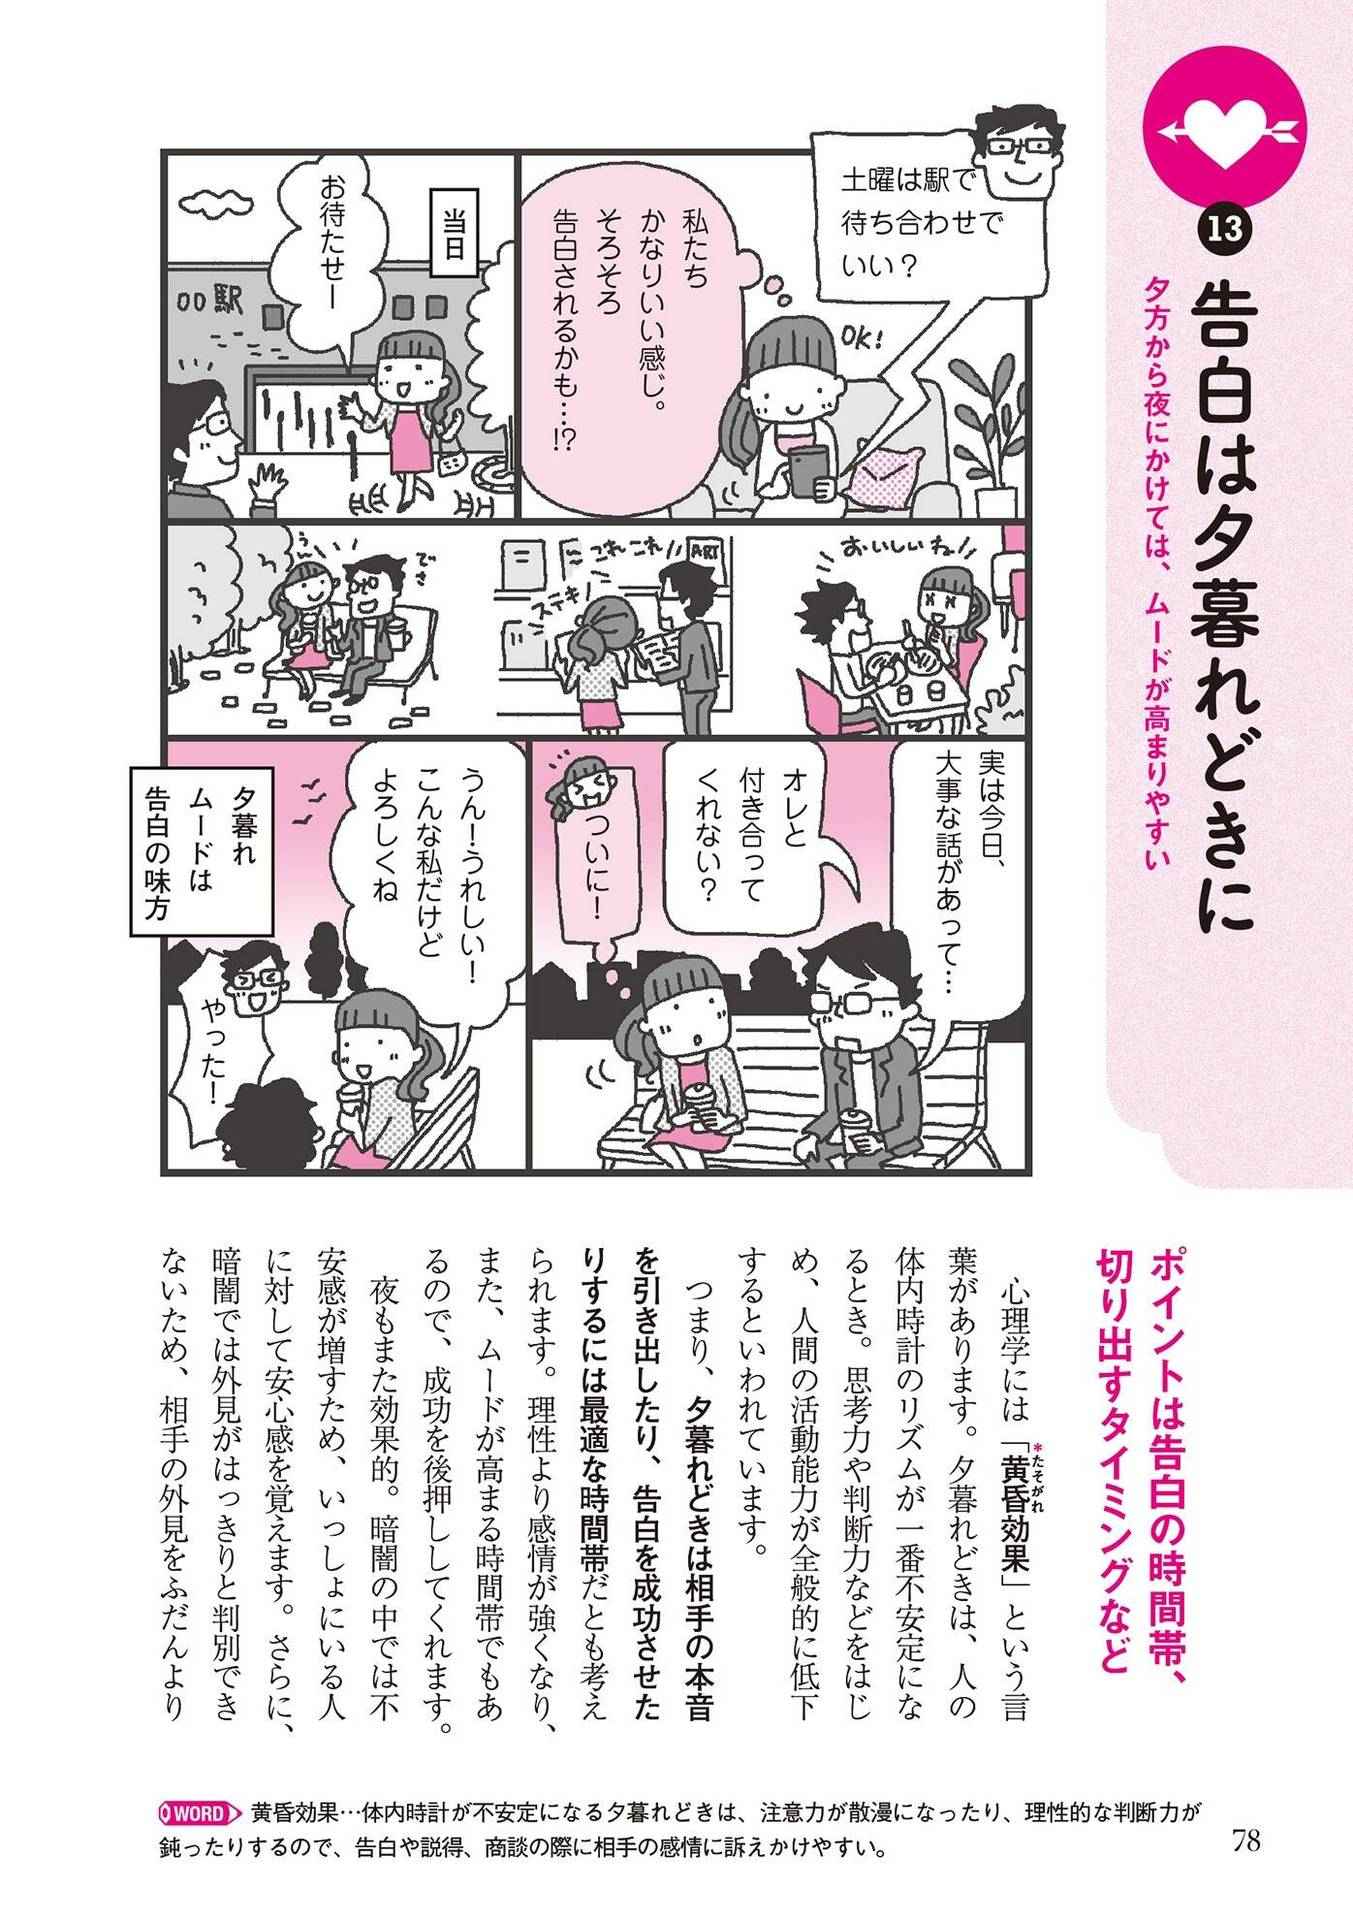 13
告白は夕暮れどきに
夕方から夜にかけては、ムードが高まりやすい
土曜は駅で
待ち合わせで
いい？
OK!
私たち
かなりいい感じ。
そろそろ
告白されるかも…!?
当日
お待たせー
○○駅
おいしいね!!
これこれ!!
ART
ステキ
でさ
うん
実は今日、
大事な話があって…
オレと
付き合って
くれない？
ついに！
うん！うれしい！
こんな私だけど
よろしくね
やった！
夕暮れ
ムードは
告白の味方
ポイントは告白の時間帯、
切り出すタイミングなど
心理学には「黄昏効果」という言
*たそがれ
葉があります。夕暮れどきは、人の
体内時計のリズムが一番不安定にな
るとき。思考力や判断力などをはじ
め、人間の活動能力が全般的に低下
するといわれています。
つまり、夕暮れどきは相手の本音
を引き出したり、告白を成功させた
りするには最適な時間帯だとも考え
られます。理性より感情が強くなり、
また、ムードが高まる時間帯でもあ
るので、成功を後押ししてくれます。
夜もまた効果的。暗闇の中では不
安感が増すため、いっしょにいる人
に対して安心感を覚えます。さらに、
暗闇では外見がはっきりと判別でき
ないため、相手の外見をふだんより
WORD 黄昏効果…体内時計が不安定になる夕暮れどきは、注意力が散漫になったり、理性的な判断力が
鈍ったりするので、告白や説得、商談の際に相手の感情に訴えかけやすい。
78